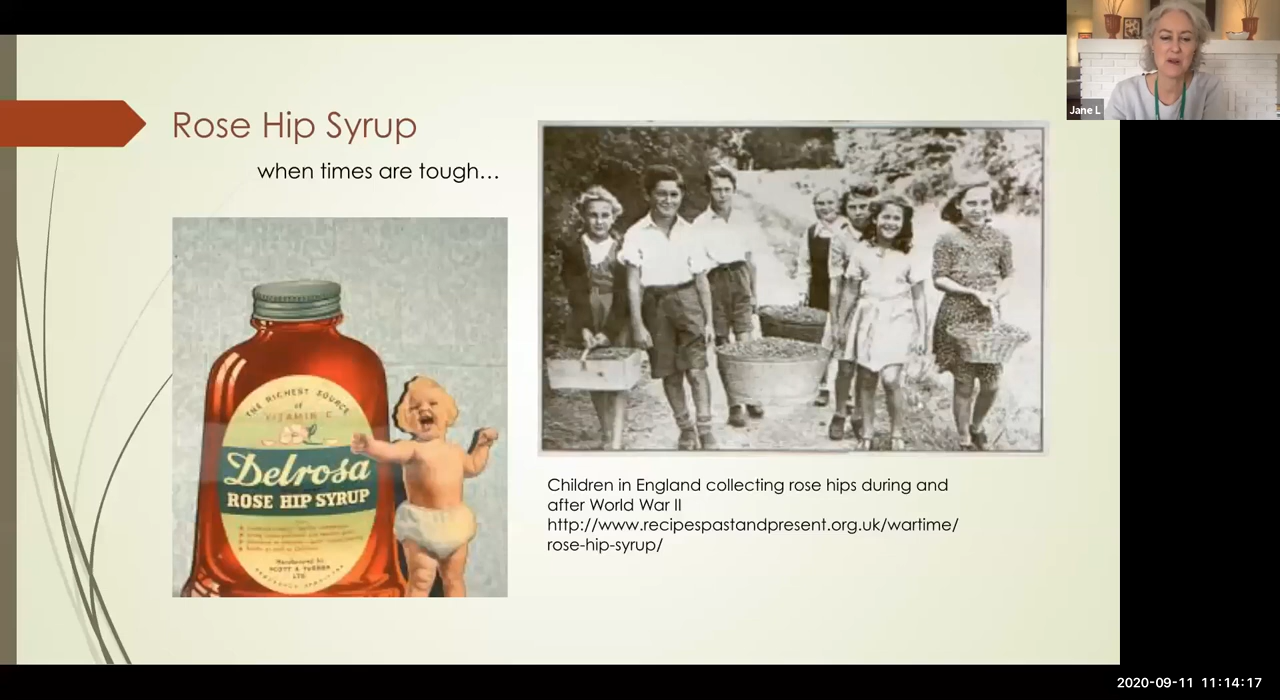 Rose Hip Syrup
when times are tough…
THE RICHEST SOURCE
of
VITAMIN C
Delrosa
ROSE HIP SYRUP
Manufactured by
SCOTT & TURNER
LTD
Children in England collecting rose hips during and
after World War II
http://www.recipespastandpresent.org.uk/wartime/
rose-hip-syrup/
Jane L
2020-09-11 11:14:17